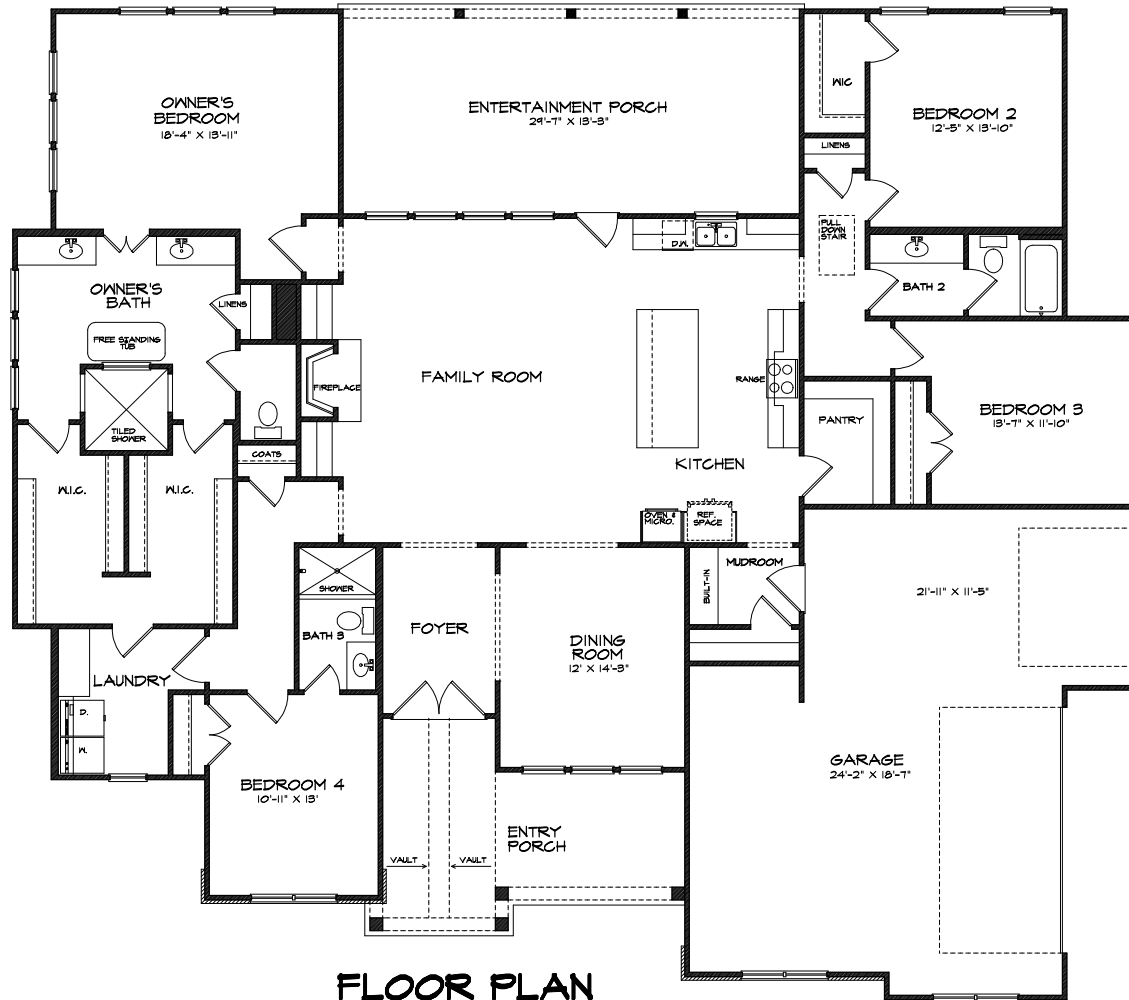 OWNER'S
BEDROOM
18'-4" X 13'-11"
ENTERTAINMENT PORCH
29'-7" X 13'-3"
WIC
BEDROOM 2
12'-5" X 13'-10"
LINENS
PULL
DOWN
STAIR
D.W.
BATH 2
OWNER'S
BATH
LINENS
FREE STANDING
TUB
FIREPLACE
FAMILY ROOM
RANGE
PANTRY
BEDROOM 3
13'-7" X 11'-10"
TILED
SHOWER
COATS
KITCHEN
W.I.C.
W.I.C.
OVEN &
MICRO.
REF.
SPACE
SHOWER
MUDROOM
BUILT-IN
21'-11" X 11'-5"
BATH 3
FOYER
DINING
ROOM
12' X 14'-3"
LAUNDRY
D.
W.
BEDROOM 4
10'-11" X 13'
GARAGE
24'-2" X 18'-7"
ENTRY
PORCH
VAULT
VAULT
FLOOR PLAN